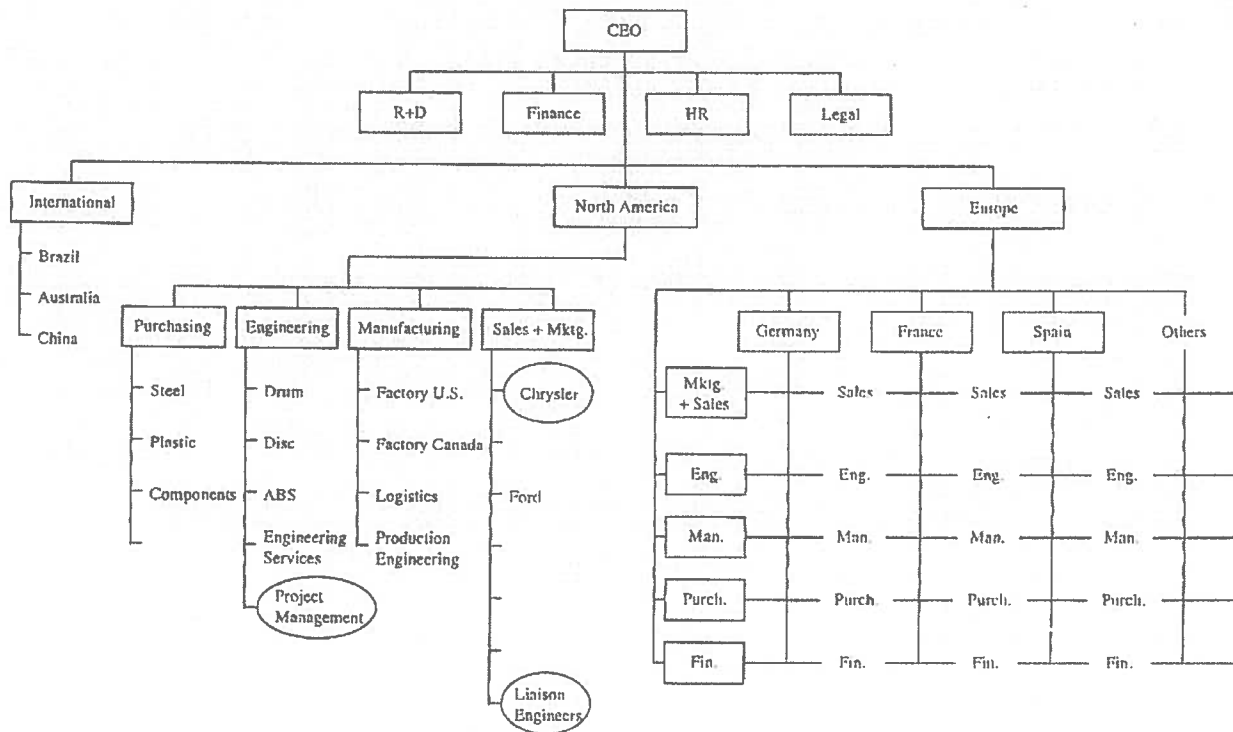 CEO
R+D
Finance
HR
Legal
International
North America
Europe
Brazil
Australia
China
Purchasing
Engineering
Manufacturing
Sales + Mktg.
Germany
France
Spain
Others
Steel
Plastic
Components
Drum
Disc
ABS
Engineering
Services
Project
Management
Factory U.S.
Factory Canada
Logistics
Production
Engineering
Chrysler
Ford
Liaison
Engineers
Mktg.
+ Sales
Sales
Sales
Sales
Eng.
Eng.
Eng.
Eng.
Man.
Man.
Man.
Man.
Purch.
Purch.
Purch.
Purch.
Fin.
Fin.
Fin.
Fin.